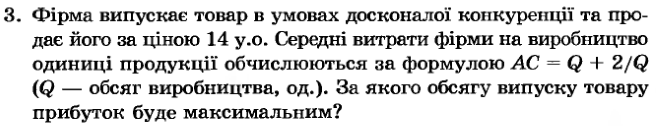 3. Фірма випускає товар в умовах досконалої конкуренції та про-
дає його за ціною 14 у.о. Середні витрати фірми на виробництво
одиниці продукції обчислюються за формулою AC = Q + 2/Q
(Q — обсяг виробництва, од.). За якого обсягу випуску товару
прибуток буде максимальним?